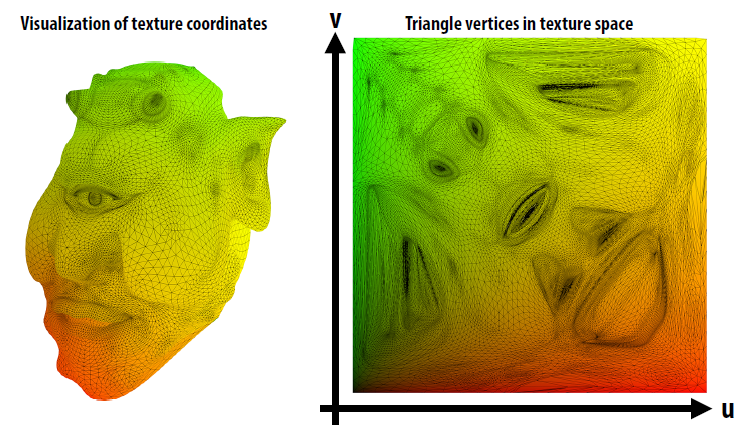 Visualization of texture coordinates
v
Triangle vertices in texture space
u